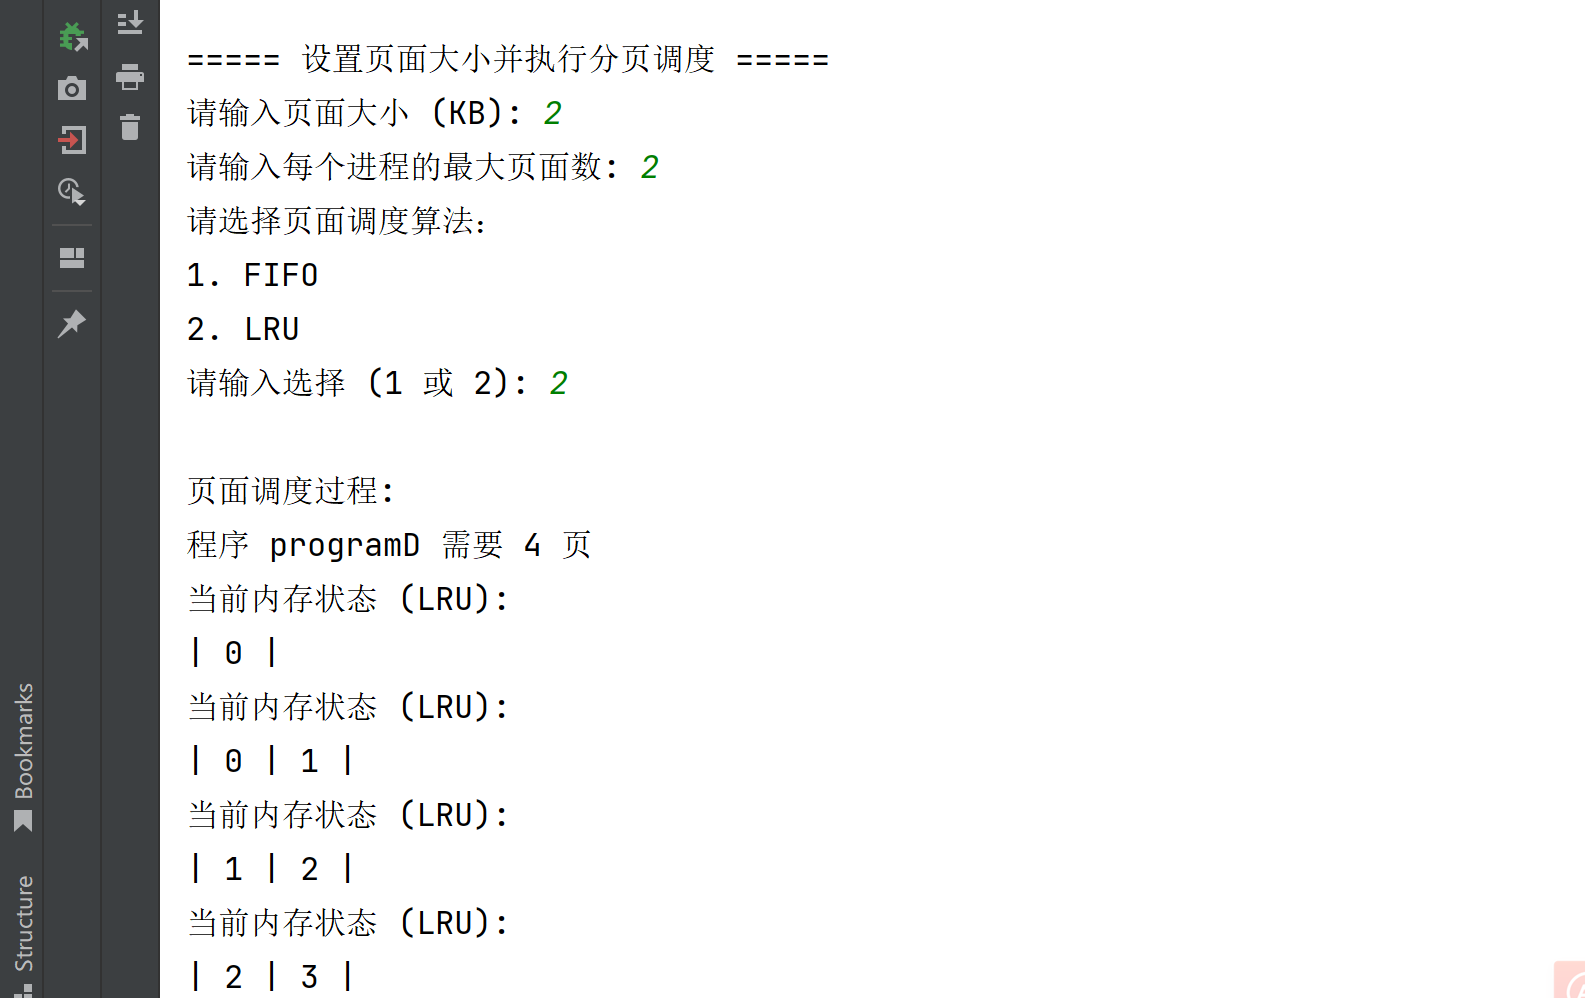 ===== 设置页面大小并执行分页调度 =====
请输入页面大小 (KB): 2
请输入每个进程的最大页面数: 2
请选择页面调度算法:
1. FIFO
2. LRU
请输入选择 (1 或 2): 2
页面调度过程:
程序 programD 需要 4 页
当前内存状态 (LRU):
| 0 |
当前内存状态 (LRU):
| 0 | 1 |
当前内存状态 (LRU):
| 1 | 2 |
当前内存状态 (LRU):
| 2 | 3 |
Bookmarks
Structure